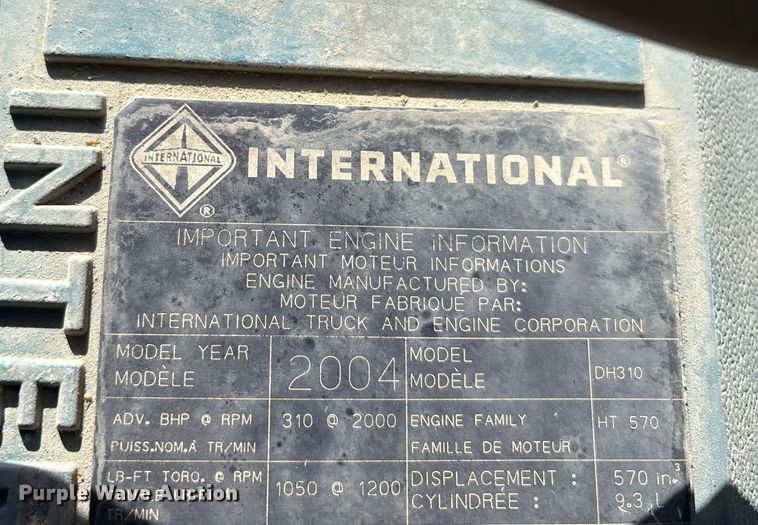 INTE
INTERNATIONAL
®
INTERNATIONAL®
IMPORTANT ENGINE INFORMATION
IMPORTANT MOTEUR INFORMATIONS
ENGINE MANUFACTURED BY:
MOTEUR FABRIQUÉ PAR:
INTERNATIONAL TRUCK AND ENGINE CORPORATION
MODEL YEAR
MODÈLE
2004
MODEL
MODÈLE
DH310
ADV. BHP @ RPM
PUISS.NOM.À TR/MIN
310 @ 2000
ENGINE FAMILY
FAMILLE DE MOTEUR
HT 570
LB-FT TORQ. @ RPM
TR/MIN
1050 @ 1200
DISPLACEMENT :
CYLINDRÉE :
570 in.³
9.3 L
Purple Wave Auction